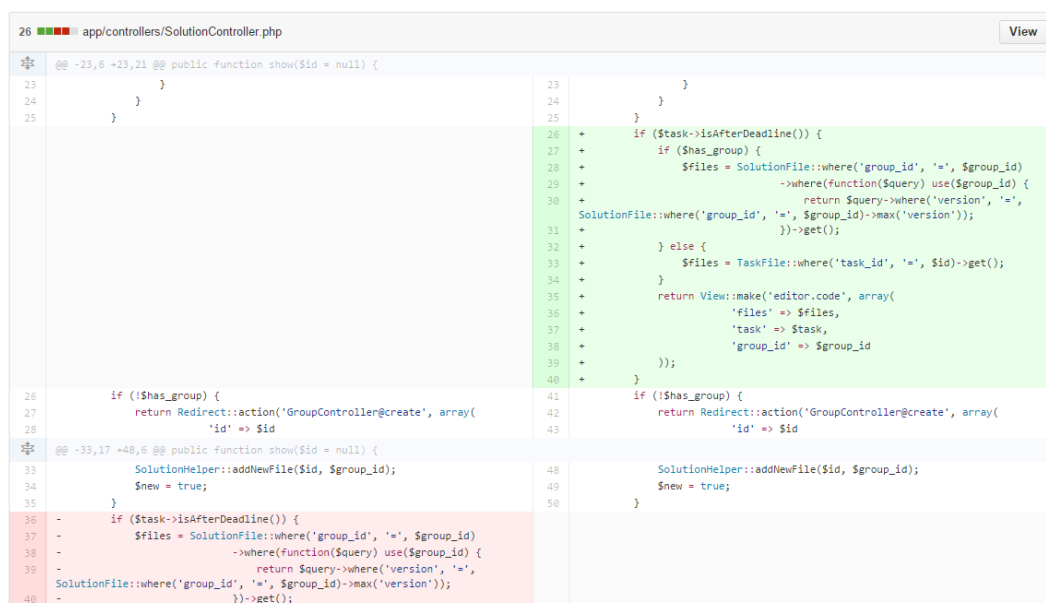 26 app/controllers/SolutionController.php View
@@ -23,6 +23,21 @@ public function show($id = null) {
23 }
24 }
25 }
23 }
24 }
25 }
26 + if ($task->isAfterDeadline()) {
27 + if ($has_group) {
28 + $files = SolutionFile::where('group_id', '=', $group_id)
29 + ->where(function($query) use($group_id) {
30 + return $query->where('version', '=',
SolutionFile::where('group_id', '=', $group_id)->max('version'));
31 + })->get();
32 + } else {
33 + $files = TaskFile::where('task_id', '=', $id)->get();
34 + }
35 + return View::make('editor.code', array(
36 + 'files' => $files,
37 + 'task' => $task,
38 + 'group_id' => $group_id
39 + ));
40 + }
26 if (!$has_group) {
27 return Redirect::action('GroupController@create', array(
28 'id' => $id
41 if (!$has_group) {
42 return Redirect::action('GroupController@create', array(
43 'id' => $id
@@ -33,17 +48,6 @@ public function show($id = null) {
33 SolutionHelper::addNewFile($id, $group_id);
34 $new = true;
35 }
48 SolutionHelper::addNewFile($id, $group_id);
49 $new = true;
50 }
36 - if ($task->isAfterDeadline()) {
37 - $files = SolutionFile::where('group_id', '=', $group_id)
38 - ->where(function($query) use($group_id) {
39 - return $query->where('version', '=',
SolutionFile::where('group_id', '=', $group_id)->max('version'));
40 - })->get();